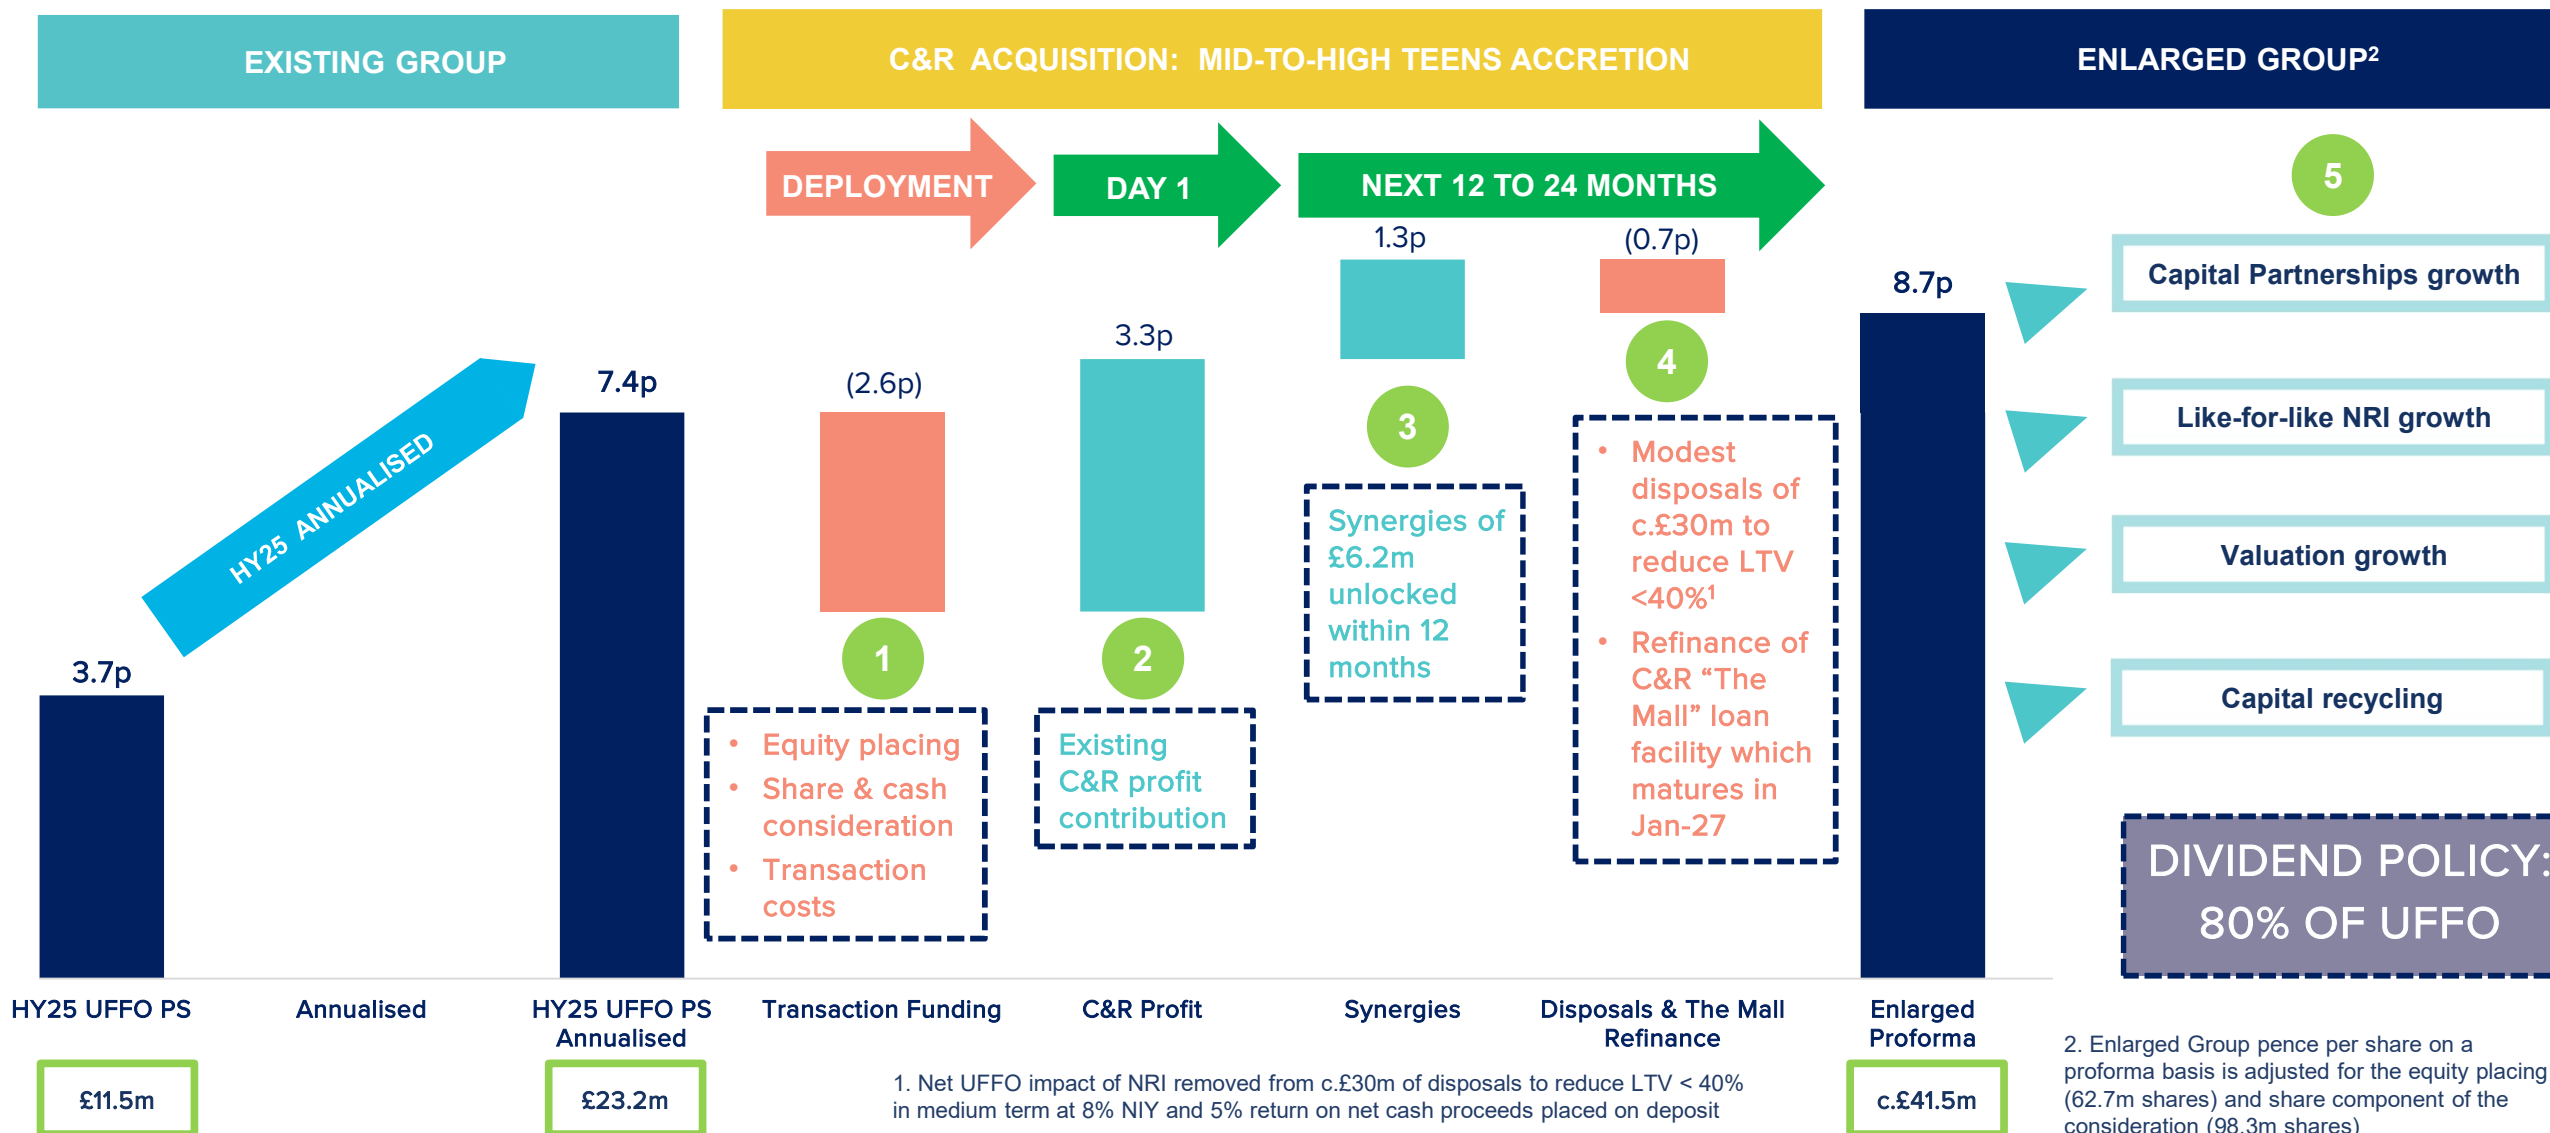 EXISTING GROUP
C&R ACQUISITION: MID-TO-HIGH TEENS ACCRETION
ENLARGED GROUP²
DEPLOYMENT
DAY 1
NEXT 12 TO 24 MONTHS
5
HY25 ANNUALISED
3.7p
7.4p
(2.6p)
3.3p
1.3p
(0.7p)
8.7p
1
• Equity placing
• Share & cash
consideration
• Transaction
costs
2
Existing
C&R profit
contribution
3
Synergies of
£6.2m
unlocked
within 12
months
4
• Modest
disposals of
c.£30m to
reduce LTV
<40%¹
• Refinance of
C&R “The
Mall” loan
facility which
matures in
Jan-27
Capital Partnerships growth
Like-for-like NRI growth
Valuation growth
Capital recycling
DIVIDEND POLICY:
80% OF UFFO
HY25 UFFO PS
Annualised
HY25 UFFO PS
Annualised
Transaction Funding
C&R Profit
Synergies
Disposals & The Mall
Refinance
Enlarged
Proforma
£11.5m
£23.2m
c.£41.5m
1. Net UFFO impact of NRI removed from c.£30m of disposals to reduce LTV < 40%
in medium term at 8% NIY and 5% return on net cash proceeds placed on deposit
2. Enlarged Group pence per share on a
proforma basis is adjusted for the equity placing
(62.7m shares) and share component of the
consideration (98.3m shares)